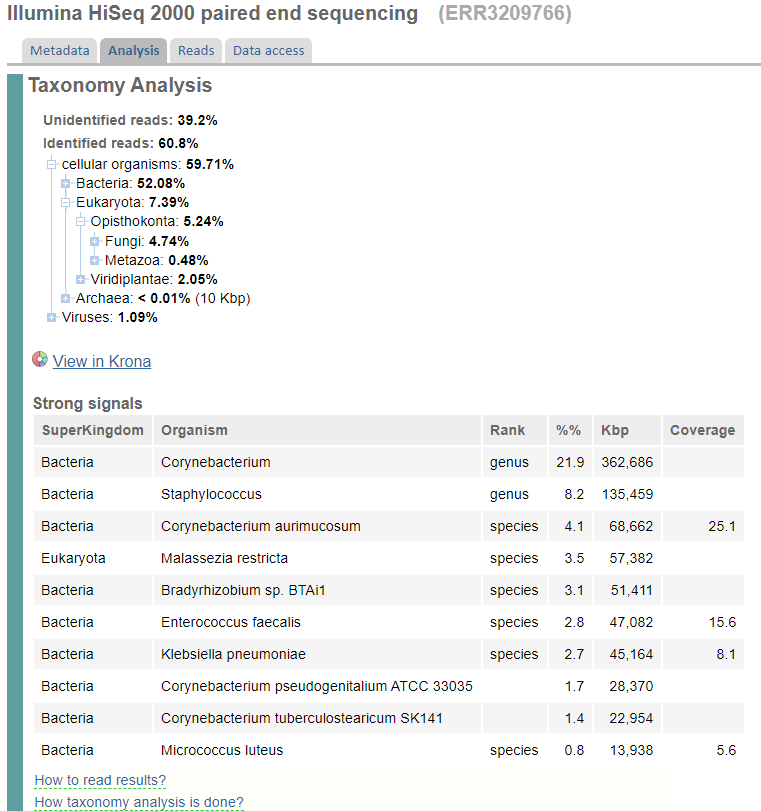 Illumina HiSeq 2000 paired end sequencing (ERR3209766)
Metadata Analysis Reads Data access
Taxonomy Analysis
Unidentified reads: 39.2%
Identified reads: 60.8%
cellular organisms: 59.71%
Bacteria: 52.08%
Eukaryota: 7.39%
Opisthokonta: 5.24%
Fungi: 4.74%
Metazoa: 0.48%
Viridiplantae: 2.05%
Archaea: < 0.01% (10 Kbp)
Viruses: 1.09%
View in Krona
Strong signals
SuperKingdom Organism Rank %% Kbp Coverage
Bacteria Corynebacterium genus 21.9 362,686
Bacteria Staphylococcus genus 8.2 135,459
Bacteria Corynebacterium aurimucosum species 4.1 68,662 25.1
Eukaryota Malassezia restricta species 3.5 57,382
Bacteria Bradyrhizobium sp. BTAi1 species 3.1 51,411
Bacteria Enterococcus faecalis species 2.8 47,082 15.6
Bacteria Klebsiella pneumoniae species 2.7 45,164 8.1
Bacteria Corynebacterium pseudogenitalium ATCC 33035 1.7 28,370
Bacteria Corynebacterium tuberculostearicum SK141 1.4 22,954
Bacteria Micrococcus luteus species 0.8 13,938 5.6
How to read results?
How taxonomy analysis is done?